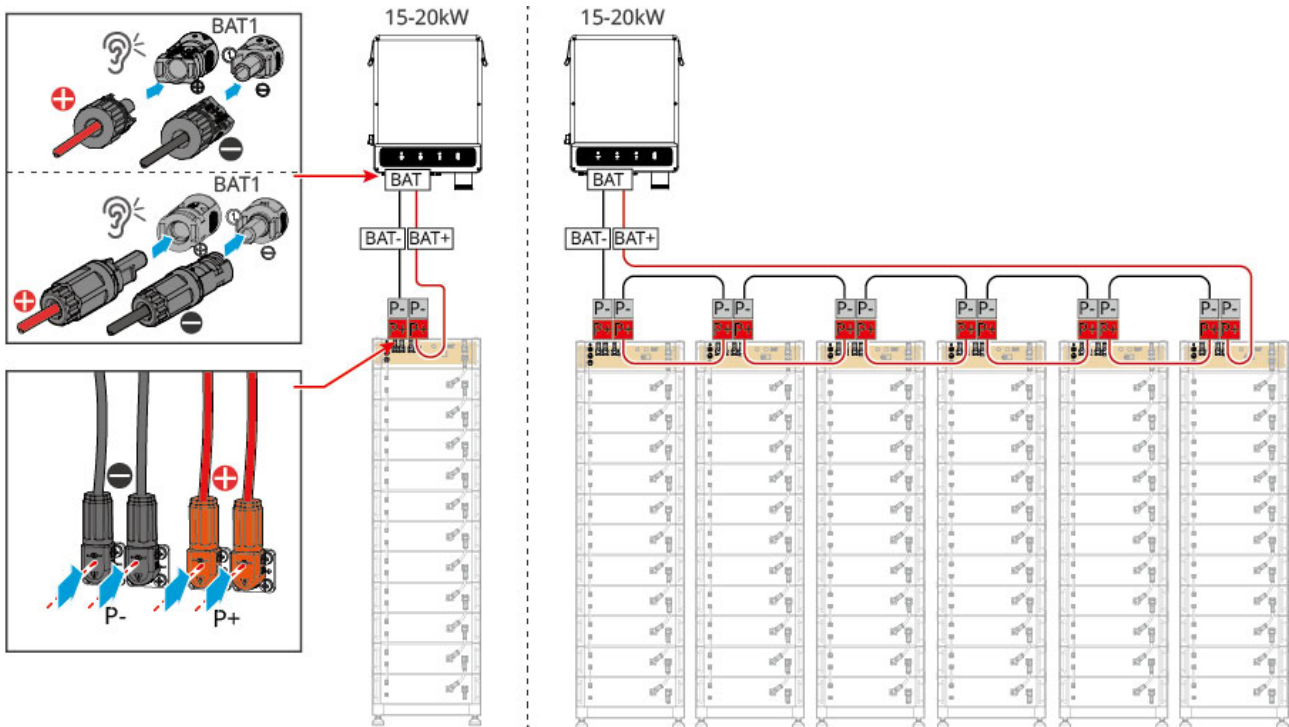 BAT1
BAT1
P-
P+
15-20kW
BAT
BAT-
BAT+
P-
P-
P+
P+
15-20kW
BAT
BAT-
BAT+
P-
P-
P-
P-
P-
P-
P-
P-
P-
P-
P-
P-
P+
P+
P+
P+
P+
P+
P+
P+
P+
P+
P+
P+